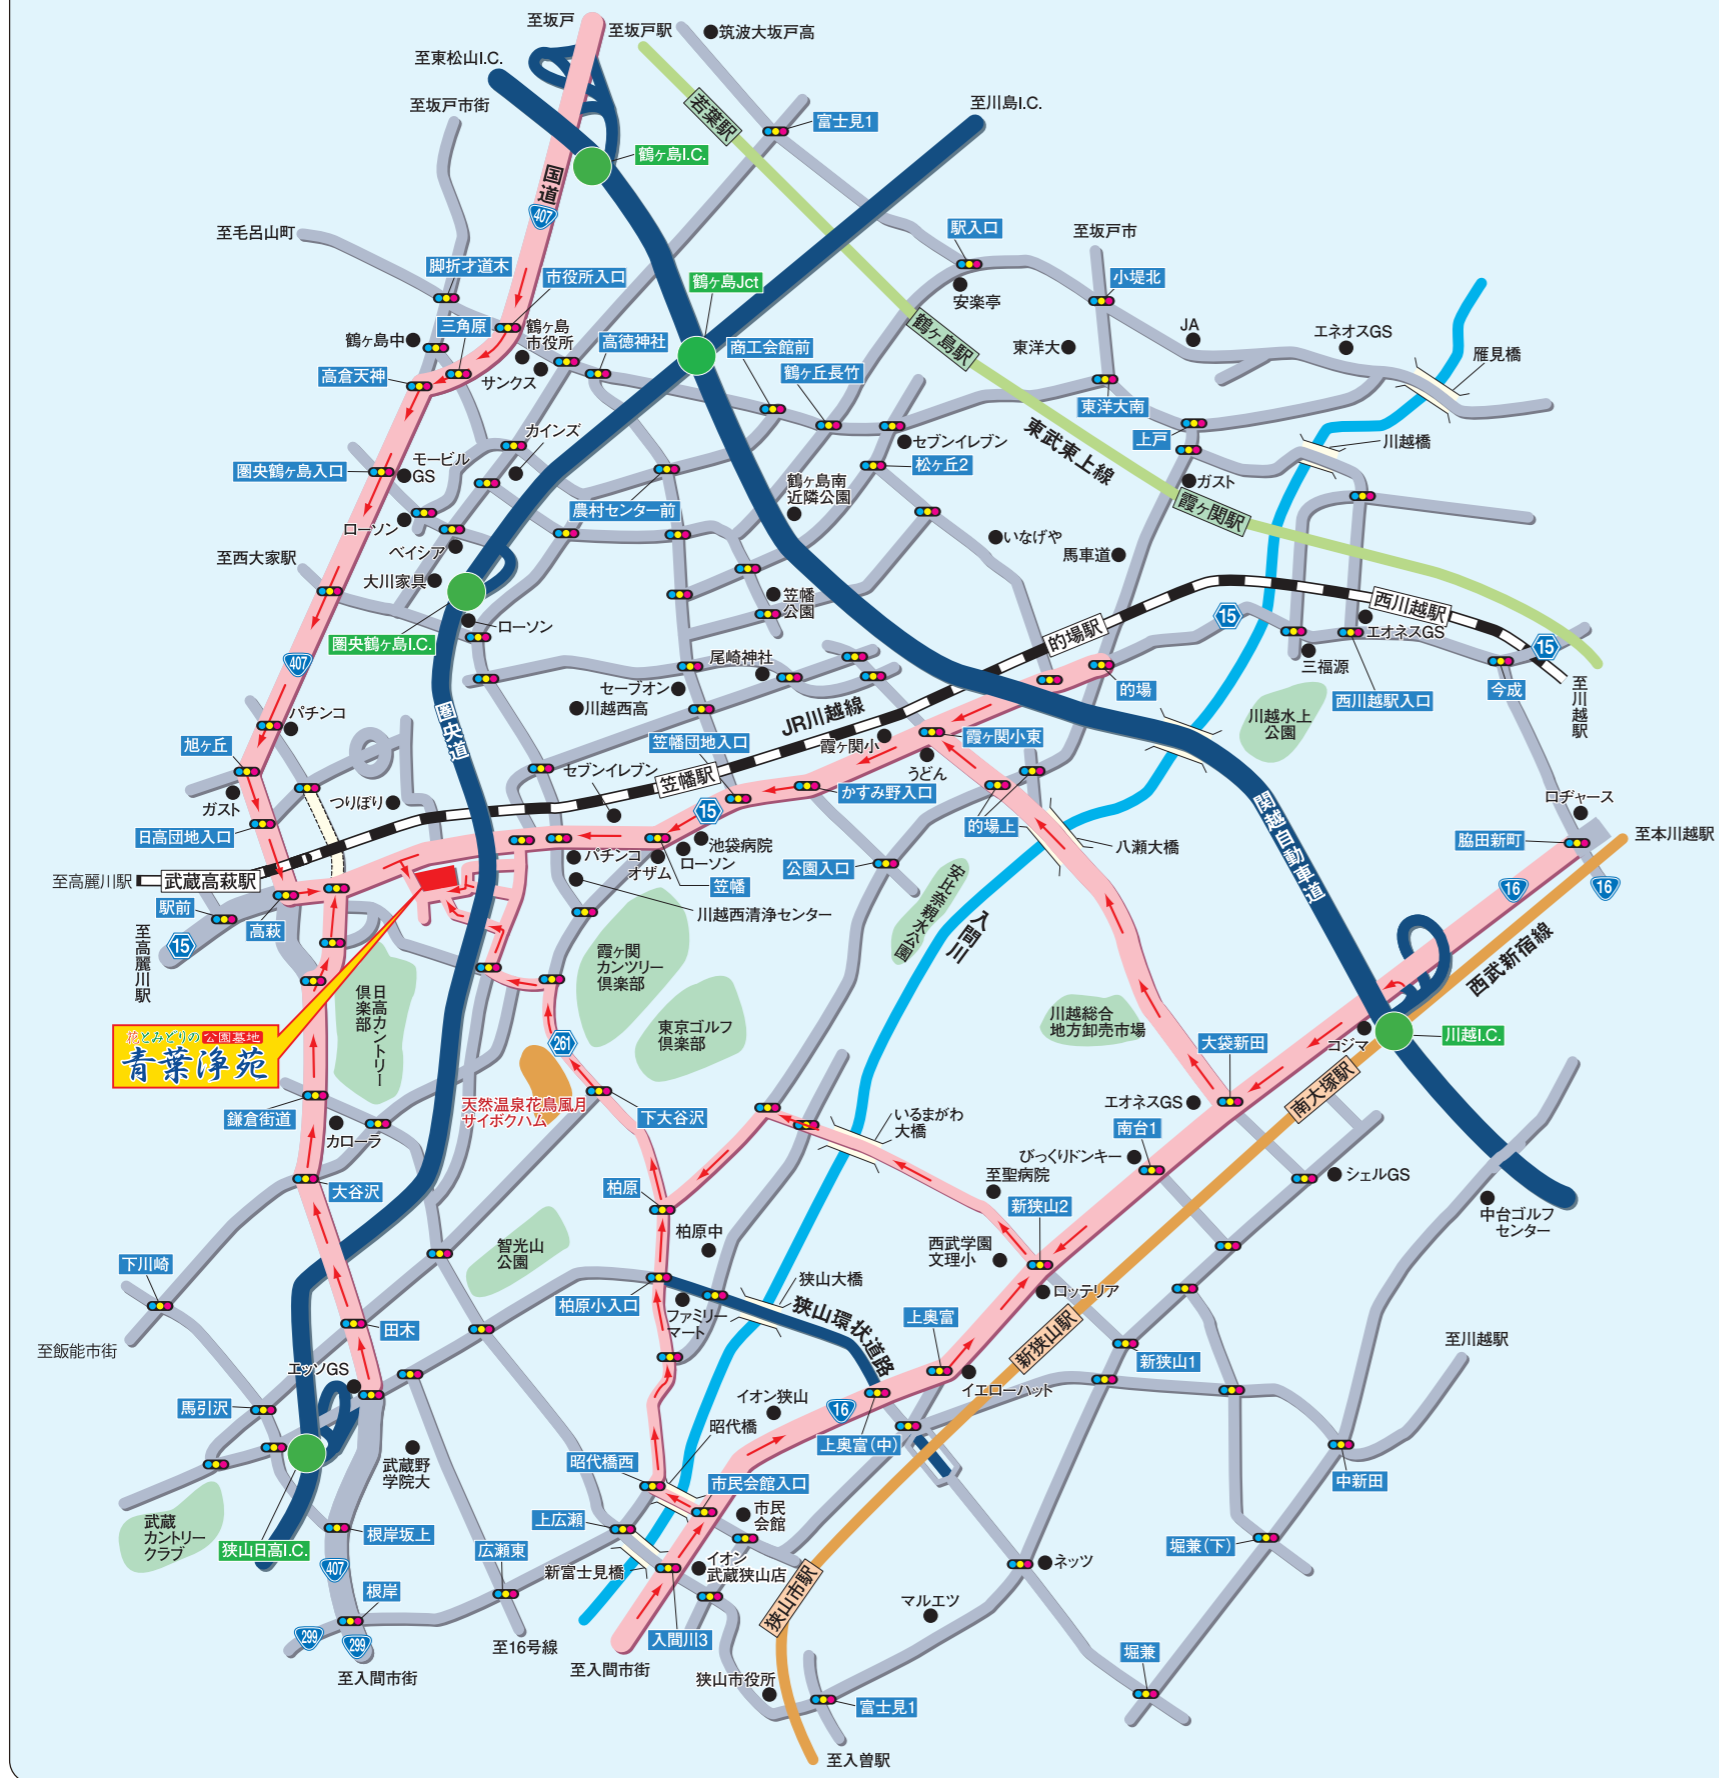 至坂戸
至坂戸駅
筑波大坂戸高
至東松山I.C.
至坂戸市街
若葉駅
富士見1
至川島I.C.
鶴ヶ島I.C.
国道
407
至毛呂山町
駅入口
至坂戸市
脚折才道木
市役所入口
鶴ヶ島Jct
安楽亭
小堤北
三角原
鶴ヶ島
市役所
鶴ヶ島中
高徳神社
商工会館前
鶴ヶ島駅
東洋大
JA
エネオスGS
雁見橋
高倉天神
サンクス
鶴ヶ丘長竹
東洋大南
カインズ
セブンイレブン
東武東上線
上戸
川越橋
圏央鶴ヶ島入口
モービル
GS
松ヶ丘2
鶴ヶ島南
近隣公園
ガスト
農村センター前
霞ヶ関駅
ローソン
ベイシア
いなげや
馬車道
至西大家駅
大川家具
笠幡
公園
西川越駅
圏央鶴ヶ島I.C.
ローソン
的場駅
15
エオネスGS
15
407
尾崎神社
三福源
セーブオン
的場
西川越駅入口
今成
至川越駅
川越西高
パチンコ
圏央道
JR川越線
川越水上
公園
旭ヶ丘
笠幡団地入口
霞ヶ関小
霞ヶ関小東
セブンイレブン
笠幡駅
うどん
ガスト
つりぼり
かすみ野入口
関越自動車道
ロヂャース
日高団地入口
15
的場上
至本川越駅
池袋病院
八瀬大橋
脇田新町
パチンコ
ローソン
オザム
公園入口
至高麗川駅
武蔵高萩駅
笠幡
16
16
駅前
高萩
川越西清浄センター
安比奈親水公園
15
至高麗川駅
入間川
西武新宿線
霞ヶ関
カンツリー
倶楽部
日高カントリー
倶楽部
東京ゴルフ
倶楽部
川越総合
地方卸売市場
花とみどりの公園墓地
青葉浄苑
261
コジマ
川越I.C.
大袋新田
南大塚駅
天然温泉花鳥風月
サイボクハム
鎌倉街道
下大谷沢
いるまがわ
大橋
エオネスGS
南台1
カローラ
びっくりドンキー
至聖病院
シェルGS
大谷沢
柏原
新狭山2
中台ゴルフ
センター
柏原中
西武学園
文理小
智光山
公園
下川崎
狭山大橋
柏原小入口
ロッテリア
ファミリー
マート
狭山環状道路
上奥富
新狭山駅
田木
至飯能市街
至川越駅
エッソGS
新狭山1
イエローハット
馬引沢
イオン狭山
16
昭代橋
上奥富(中)
武蔵野
学院大
昭代橋西
市民会館入口
中新田
武蔵
カントリー
クラブ
上広瀬
市民
会館
狭山日高I.C.
根岸坂上
広瀬東
堀兼(下)
407
新富士見橋
イオン
武蔵狭山店
ネッツ
根岸
狭山市駅
マルエツ
299
299
至16号線
入間川3
堀兼
至入間市街
至入間市街
狭山市役所
富士見1
至入曽駅